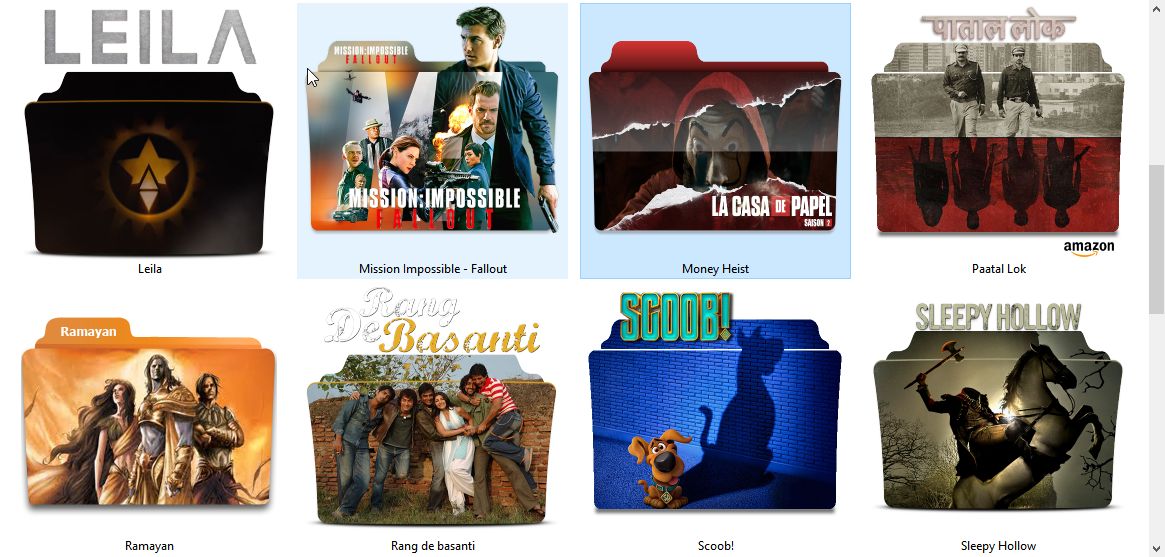 LEILA
MISSION:IMPOSSIBLE
FALLOUT
MISSION:IMPOSSIBLE
FALLOUT
LA CASA DE PAPEL
SAISON 2
पाताल लोक
amazon
Leila
Mission Impossible - Fallout
Money Heist
Paatal Lok
Ramayan
Rang
De Basanti
SCOOB!
SLEEPY HOLLOW
Ramayan
Rang de basanti
Scoob!
Sleepy Hollow